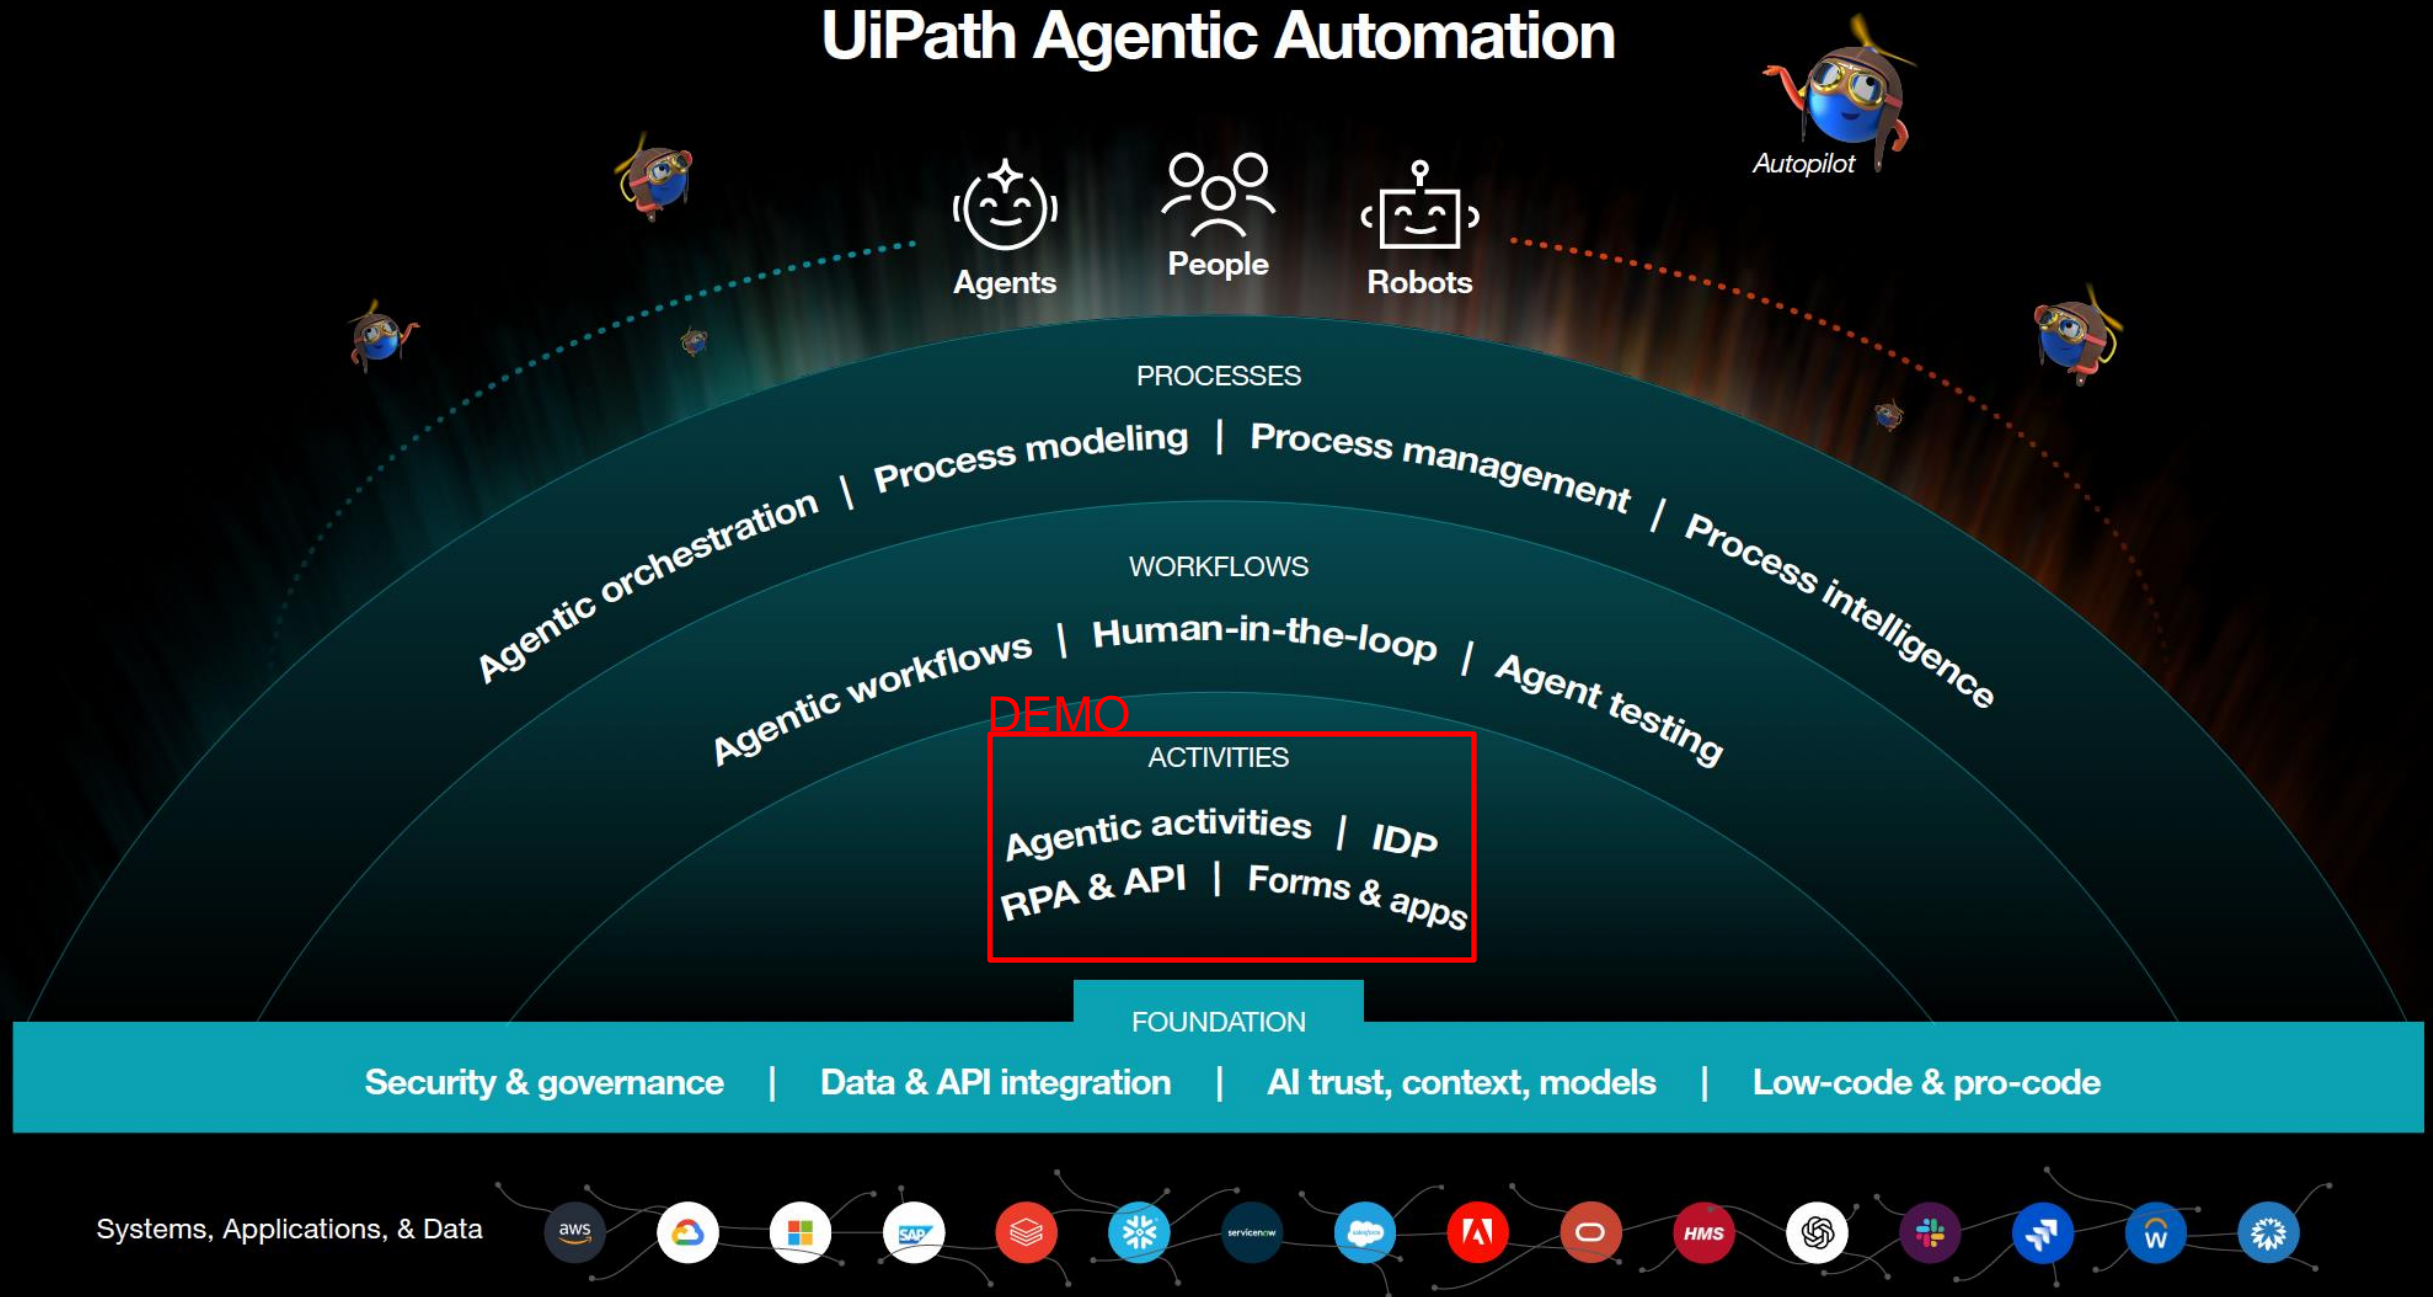 UiPath Agentic Automation
Autopilot
Agents
People
Robots
PROCESSES
Agentic orchestration | Process modeling | Process management | Process intelligence
WORKFLOWS
Agentic workflows | Human-in-the-loop | Agent testing
DEMO
ACTIVITIES
Agentic activities | IDP
RPA & API | Forms & apps
FOUNDATION
Security & governance | Data & API integration | AI trust, context, models | Low-code & pro-code
Systems, Applications, & Data
aws
SAP
servicenow
salesforce
HMS
W